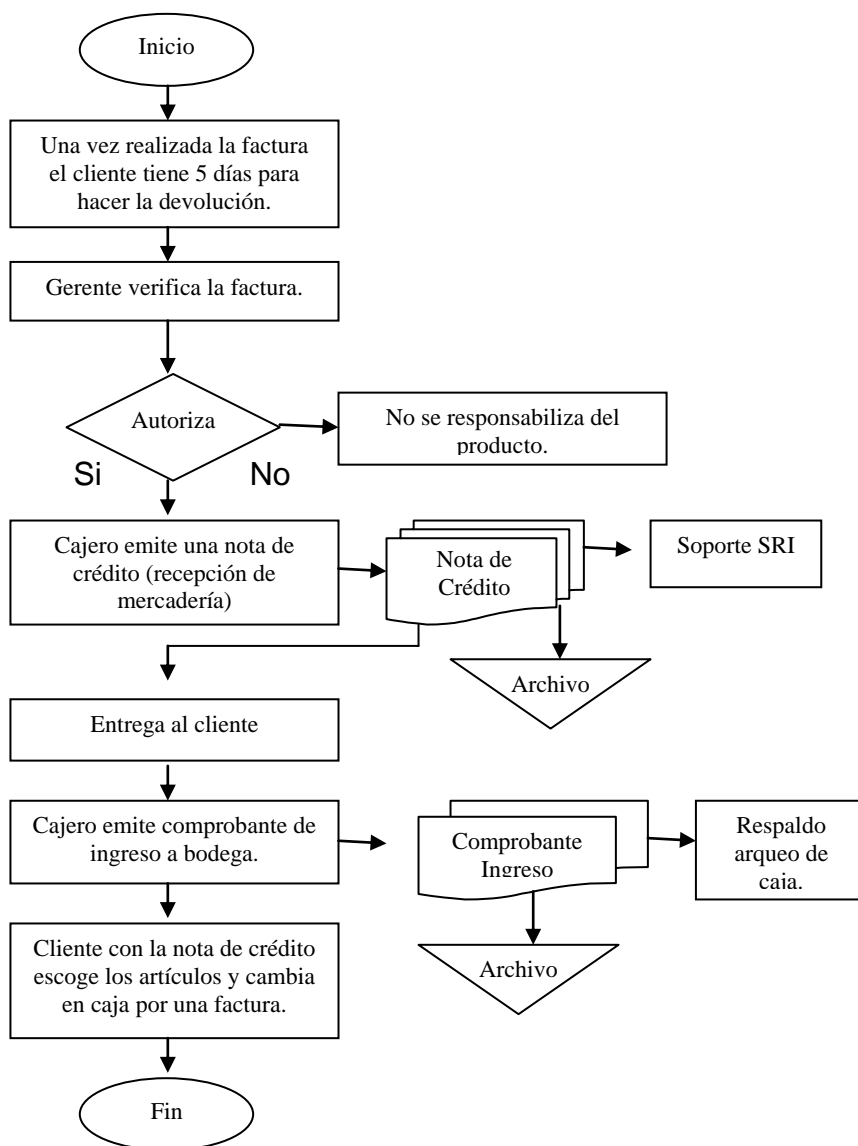 Inicio
Una vez realizada la factura
el cliente tiene 5 días para
hacer la devolución.
Gerente verifica la factura.
Autoriza
No se responsabiliza del
producto.
Si
No
Cajero emite una nota de
crédito (recepción de
mercadería)
Nota de
Crédito
Soporte SRI
Archivo
Entrega al cliente
Cajero emite comprobante de
ingreso a bodega.
Comprobante
Ingreso
Respaldo
arqueo de
caja.
Archivo
Cliente con la nota de crédito
escoge los artículos y cambia
en caja por una factura.
Fin